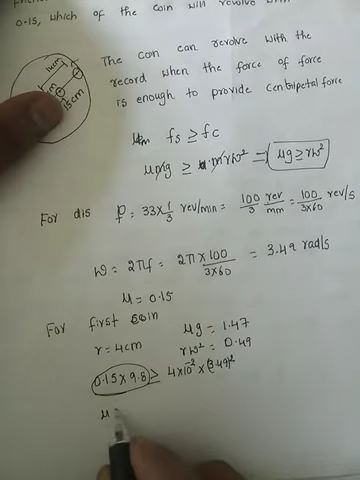 0.15, which of the coin will revolve with
The coin can revolve with the
record when the force of force
is enough to provide centripetal force
fs ≥ fc
μmg ≥ mrω² = μg ≥ rω²
For dis f = 33×1/3 rev/min = 100/3 rev/min = 100/3×60 rev/s
ω = 2πf = 2π×100/3×60 = 3.49 rad/s
μ = 0.15
For first coin μg = 1.47
r = 4cm rω² = 0.49
0.15×9.8 ≥ 4×10⁻²×(3.49)²
μ